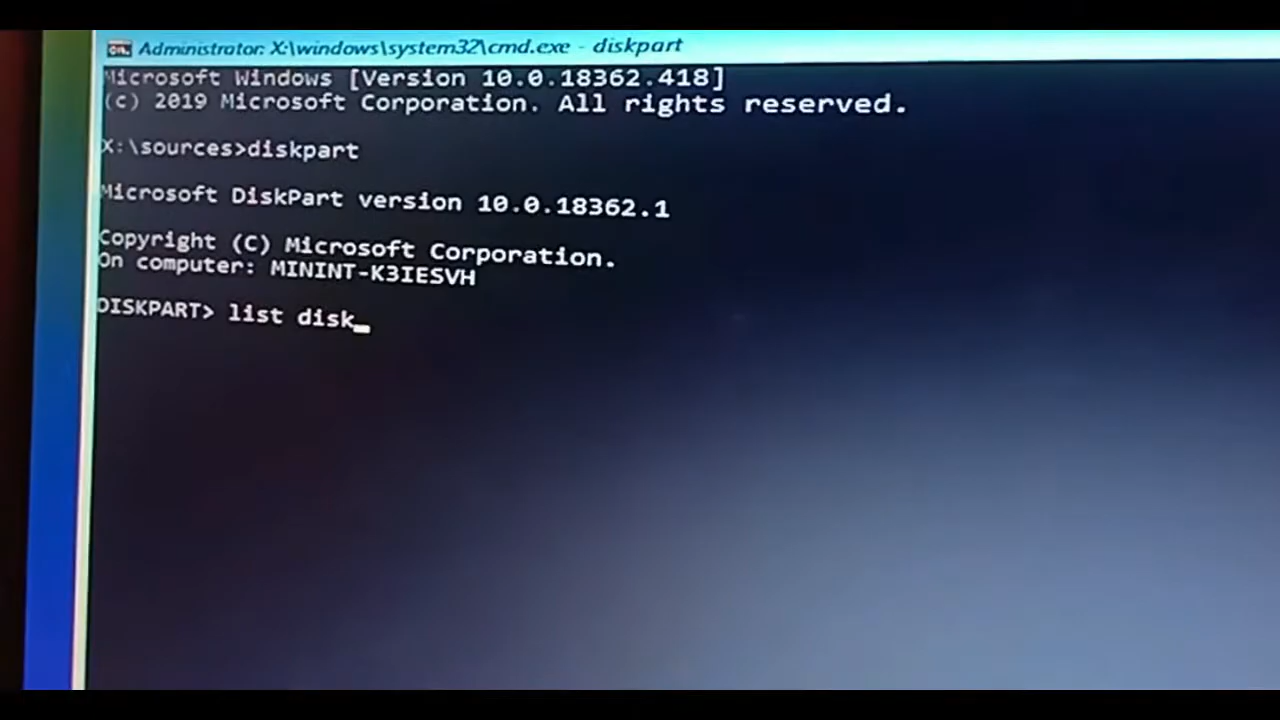 Administrator: X:\windows\system32\cmd.exe - diskpart
Microsoft Windows [Version 10.0.18362.418]
(c) 2019 Microsoft Corporation. All rights reserved.
X:\sources>diskpart
Microsoft DiskPart version 10.0.18362.1
Copyright (C) Microsoft Corporation.
On computer: MININT-K3IESVH
DISKPART> list disk_